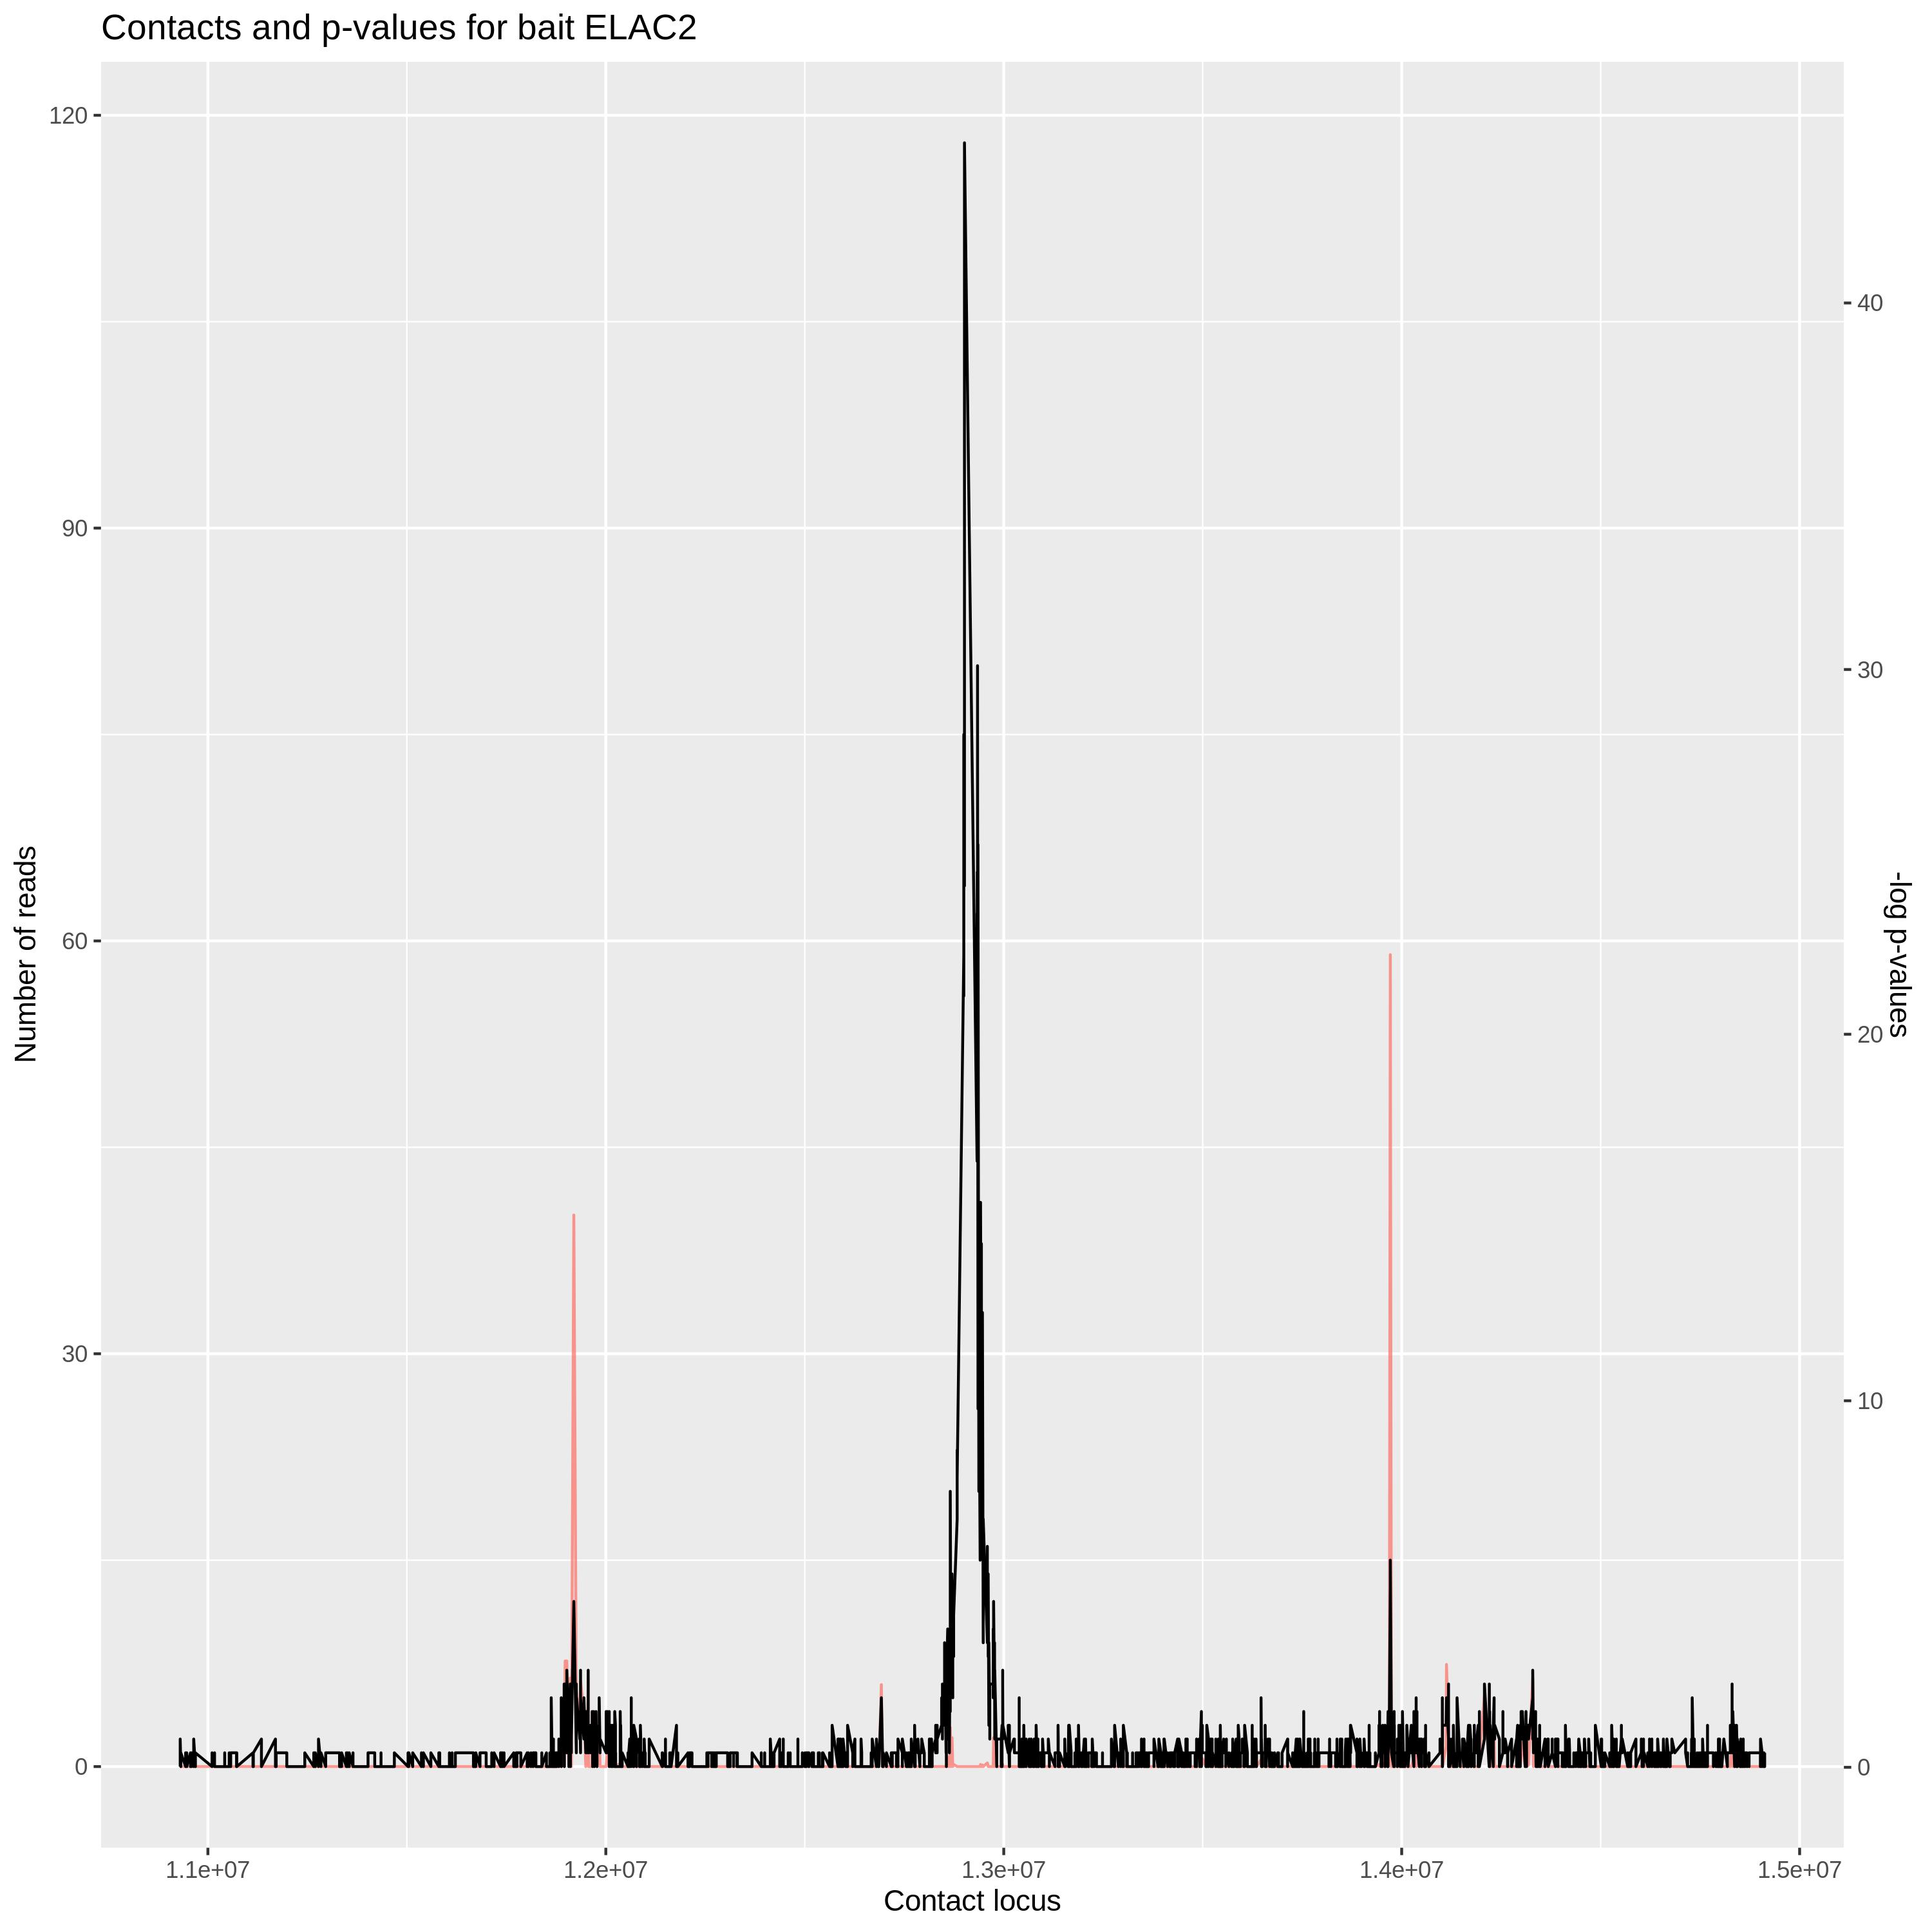 Contacts and p-values for bait ELAC2
120
90
60
30
0
Number of reads
40
30
20
10
0
-log p-values
1.1e+07 1.2e+07 1.3e+07 1.4e+07 1.5e+07
Contact locus